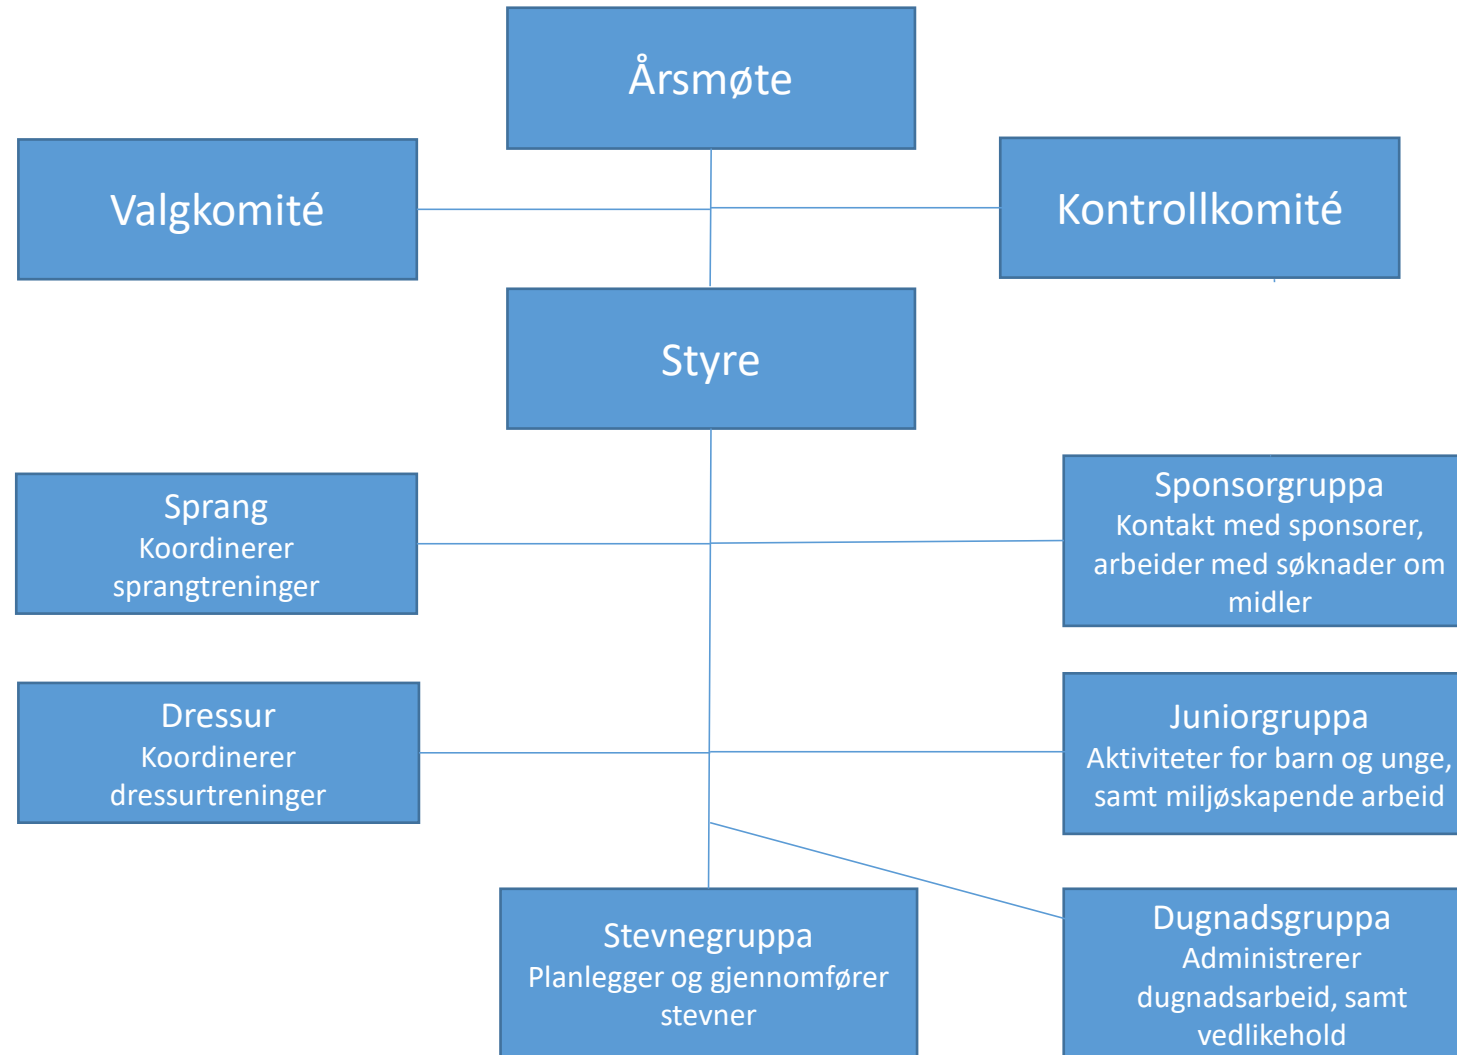 Årsmøte
Valgkomité
Kontrollkomité
Styre
Sprang
Koordinerer
sprangtreninger
Sponsorgruppa
Kontakt med sponsorer,
arbeider med søknader om
midler
Dressur
Koordinerer
dressurtreninger
Juniorgruppa
Aktiviteter for barn og unge,
samt miljøskapende arbeid
Stevnegruppa
Planlegger og gjennomfører
stevner
Dugnadsgruppa
Administrerer
dugnadsarbeid, samt
vedlikehold